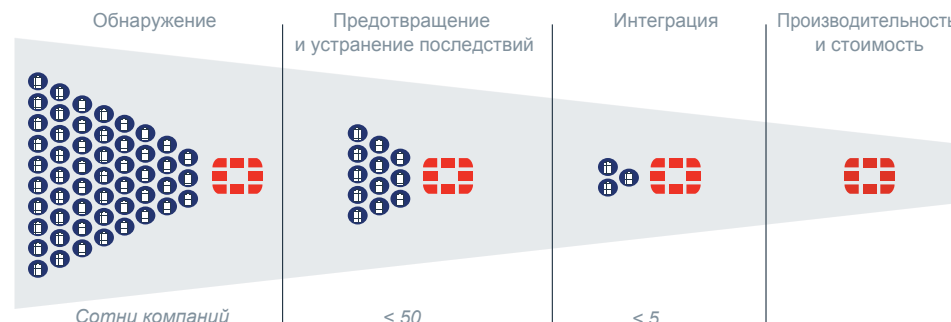 Обнаружение
Предотвращение
и устранение последствий
Интеграция
Производительность
и стоимость
Сотни компаний
< 50
< 5